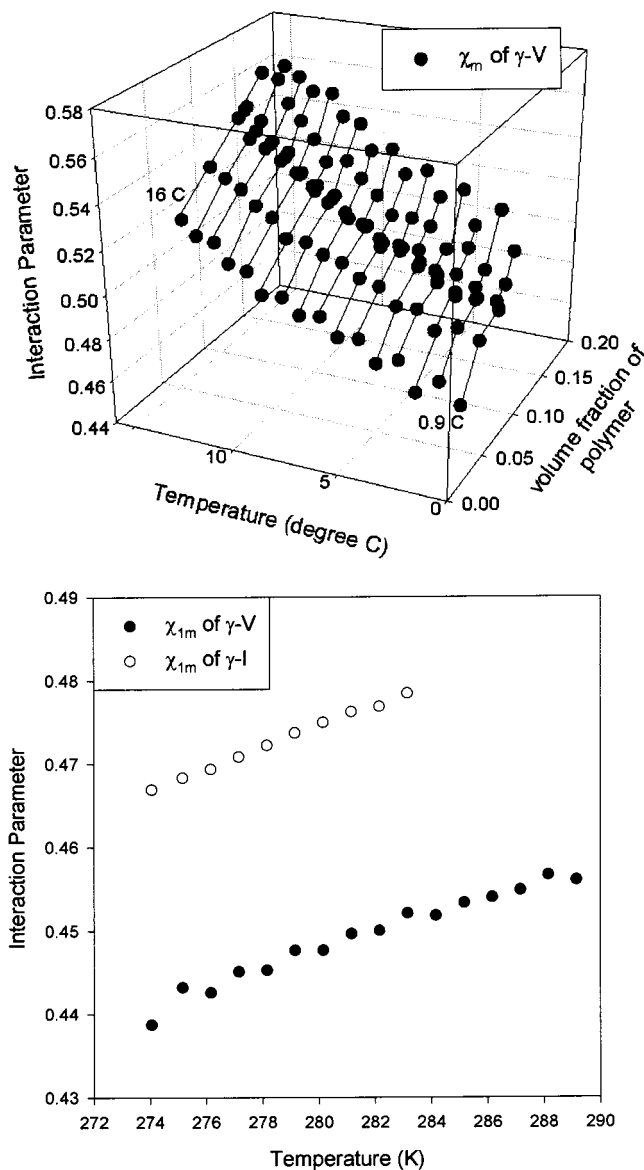 χm of γ-V
0.58
0.56
0.54
0.52
0.50
0.48
0.46
0.44
Interaction Parameter
16 C
0.9 C
10
5
0
Temperature (degree C)
0.20
0.15
0.10
0.05
0.00
volume fraction of
polymer
0.49
0.48
0.47
0.46
0.45
0.44
0.43
Interaction Parameter
χ1m of γ-V
χ1m of γ-I
272 274 276 278 280 282 284 286 288 290
Temperature (K)